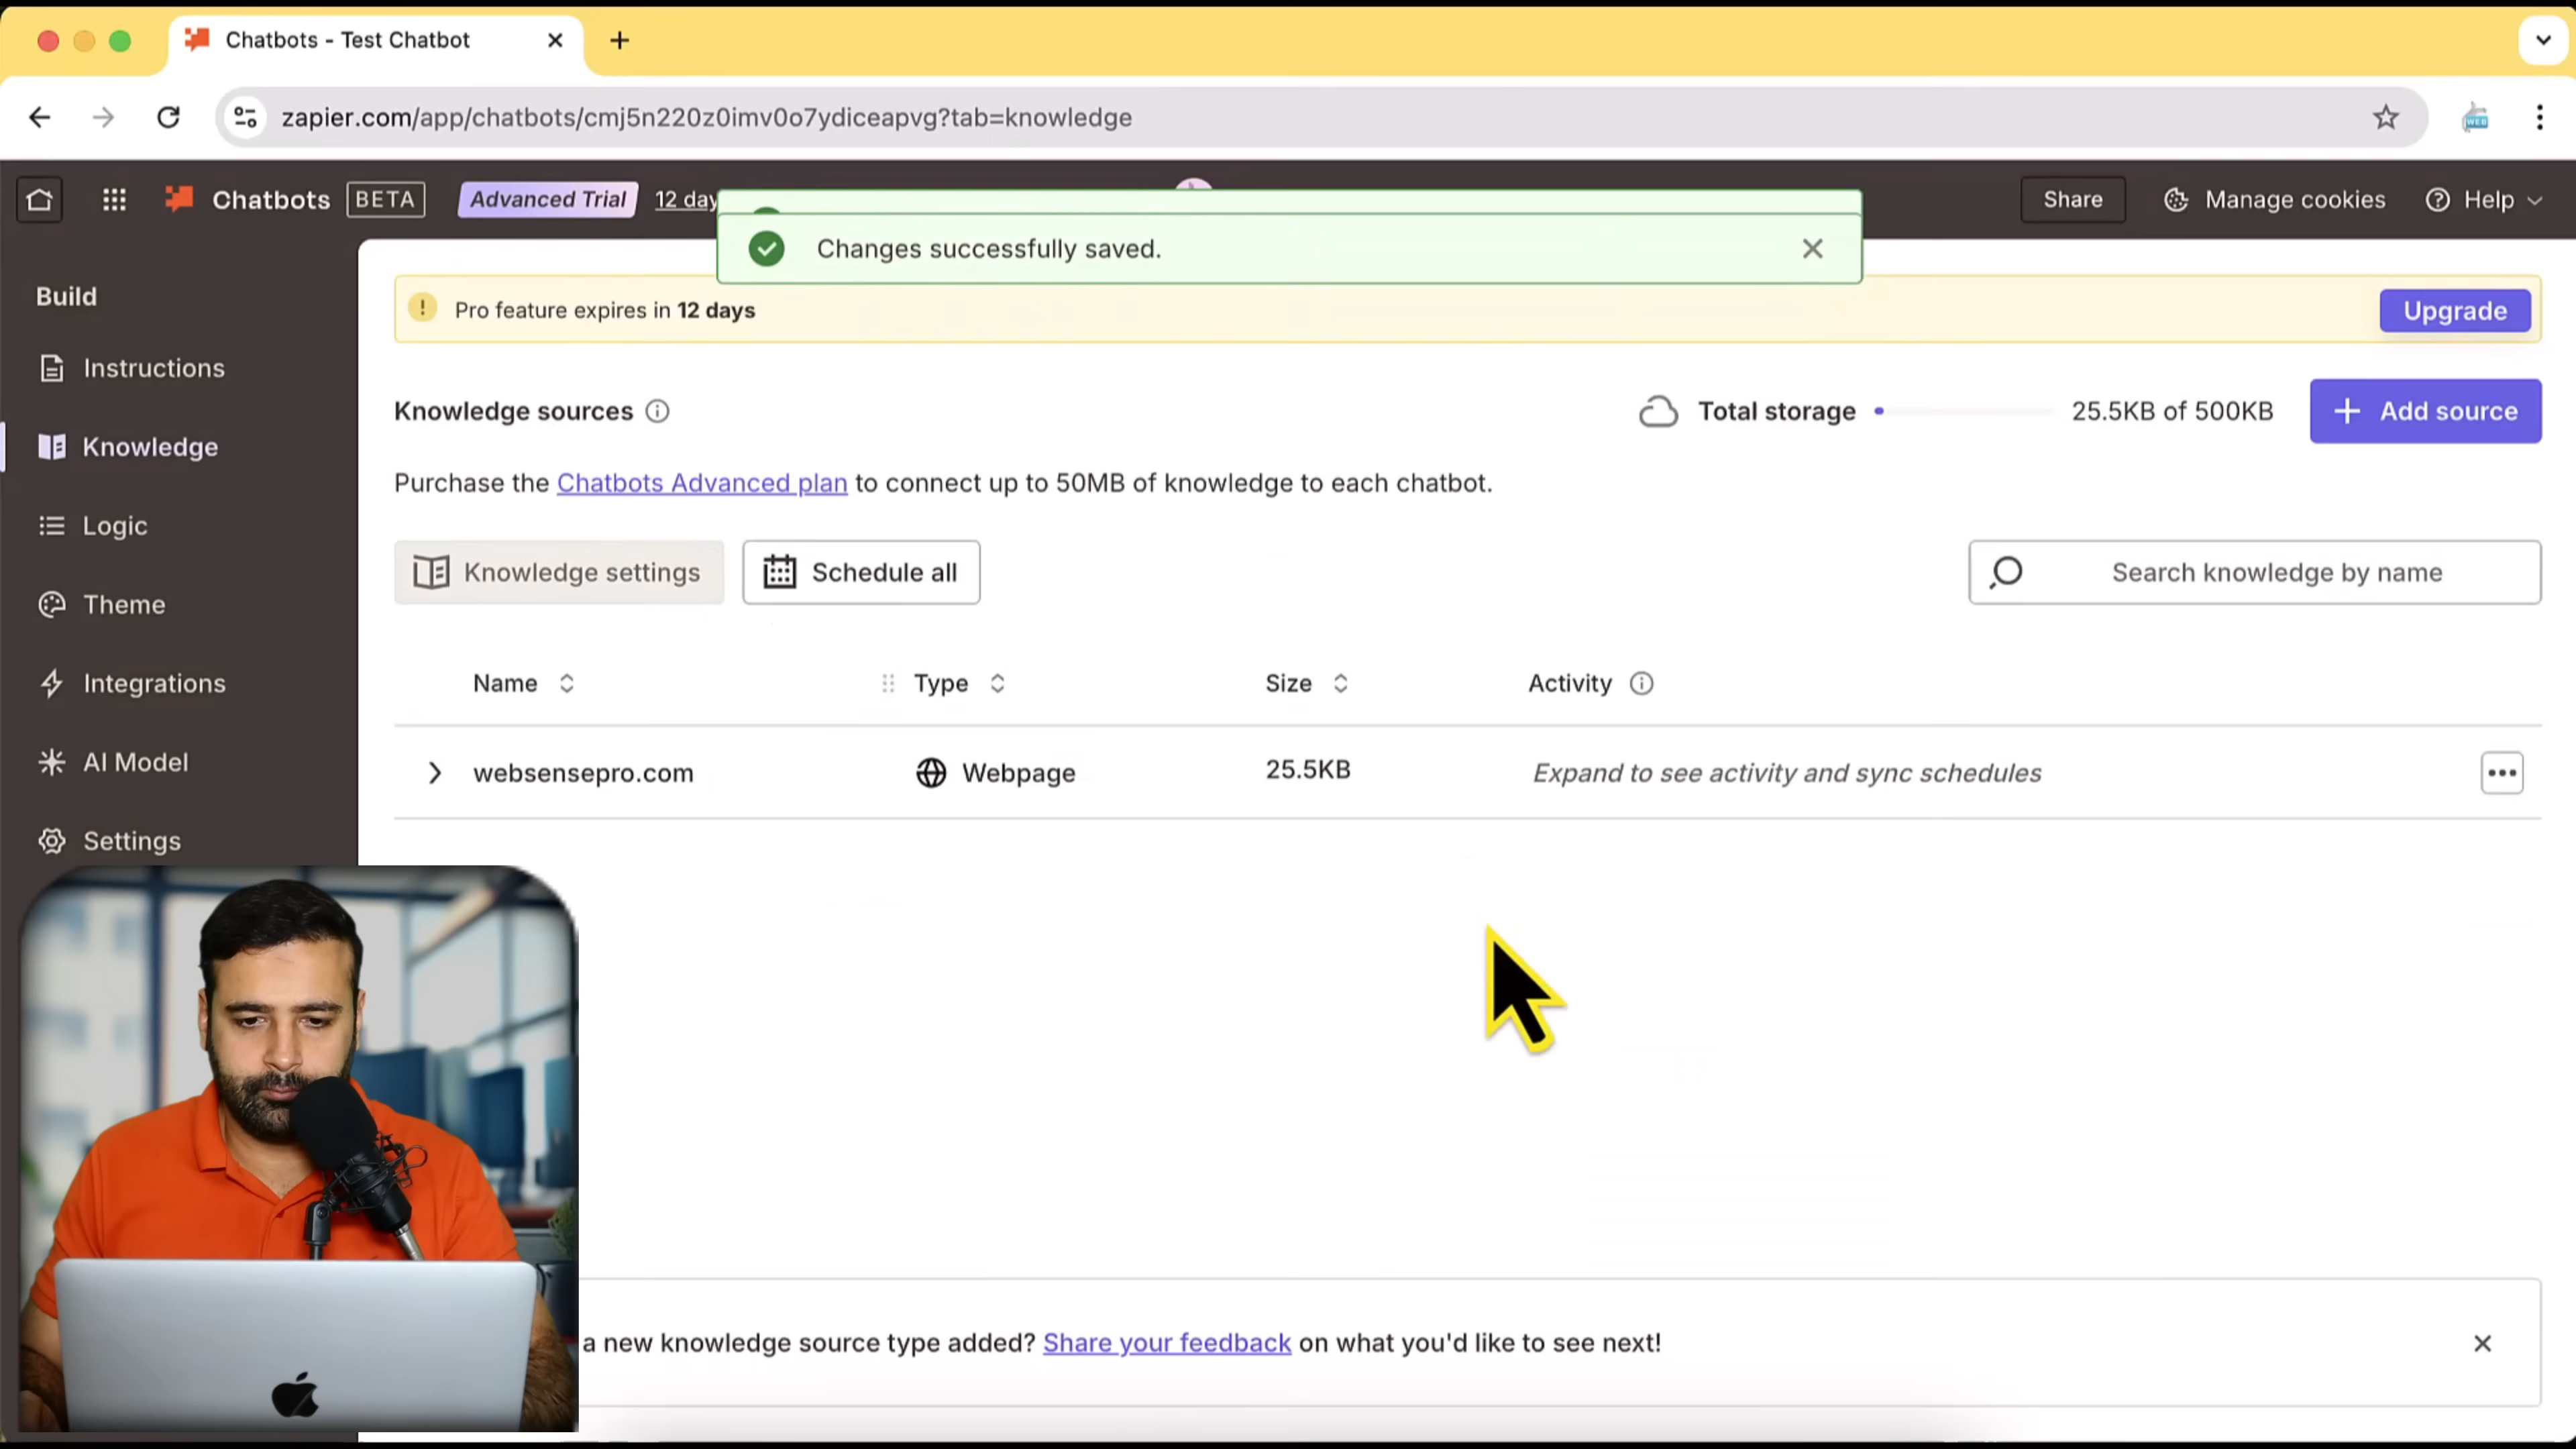 Chatbots - Test Chatbot
zapier.com/app/chatbots/cmj5n220z0imv0o7ydiceapvg?tab=knowledge
WEB
Chatbots BETA Advanced Trial 12 day
Share Manage cookies Help
Changes successfully saved.
Build
Instructions
Knowledge
Logic
Theme
Integrations
AI Model
Settings
Pro feature expires in 12 days Upgrade
Knowledge sources Total storage 25.5KB of 500KB + Add source
Purchase the Chatbots Advanced plan to connect up to 50MB of knowledge to each chatbot.
Knowledge settings Schedule all Search knowledge by name
Name Type Size Activity
websensepro.com Webpage 25.5KB Expand to see activity and sync schedules
a new knowledge source type added? Share your feedback on what you'd like to see next!